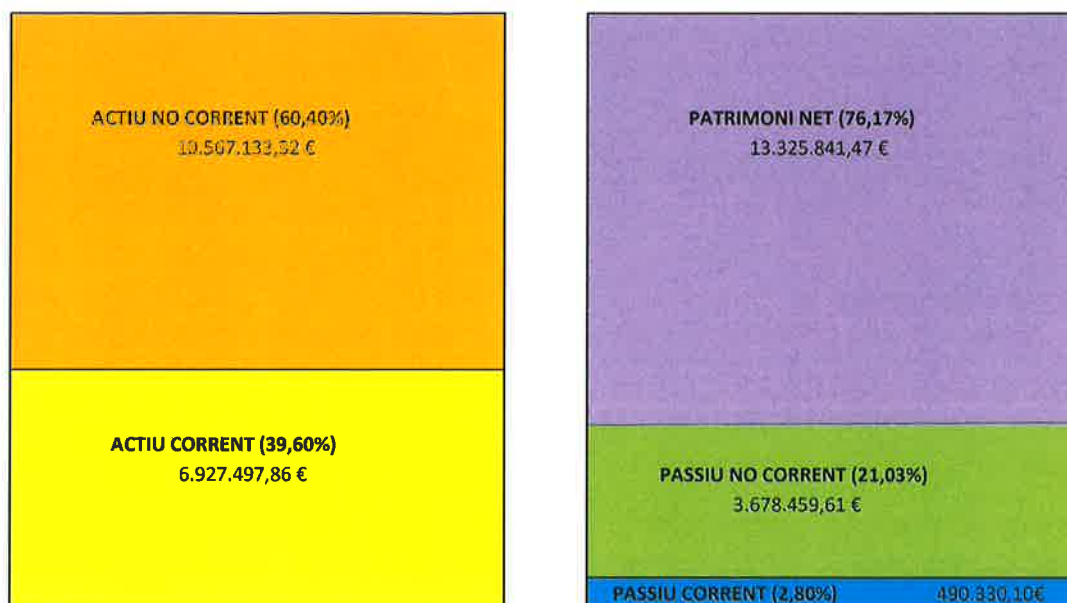 ACTIU NO CORRENT (60,40%)
10.567.133,32 €
ACTIU CORRENT (39,60%)
6.927.497,86 €
PATRIMONI NET (76,17%)
13.325.841,47 €
PASSIU NO CORRENT (21,03%)
3.678.459,61 €
PASSIU CORRENT (2,80%) 490.330,10€